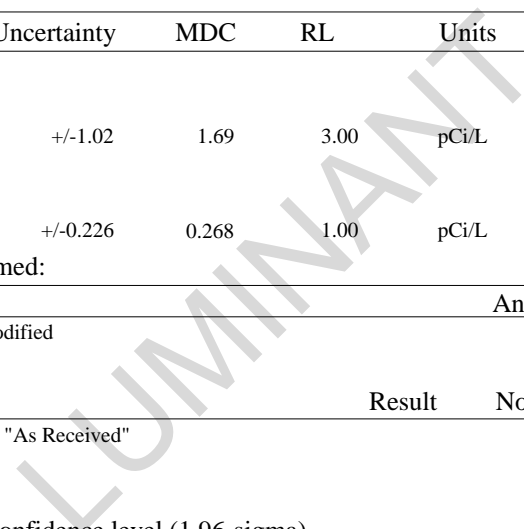 Uncertainty MDC RL Units
+/-1.02 1.69 3.00 pCi/L
+/-0.226 0.268 1.00 pCi/L
med:
An
odified
Result No
"As Received"
onfidence level (1.96-sigma)
LUMINANT